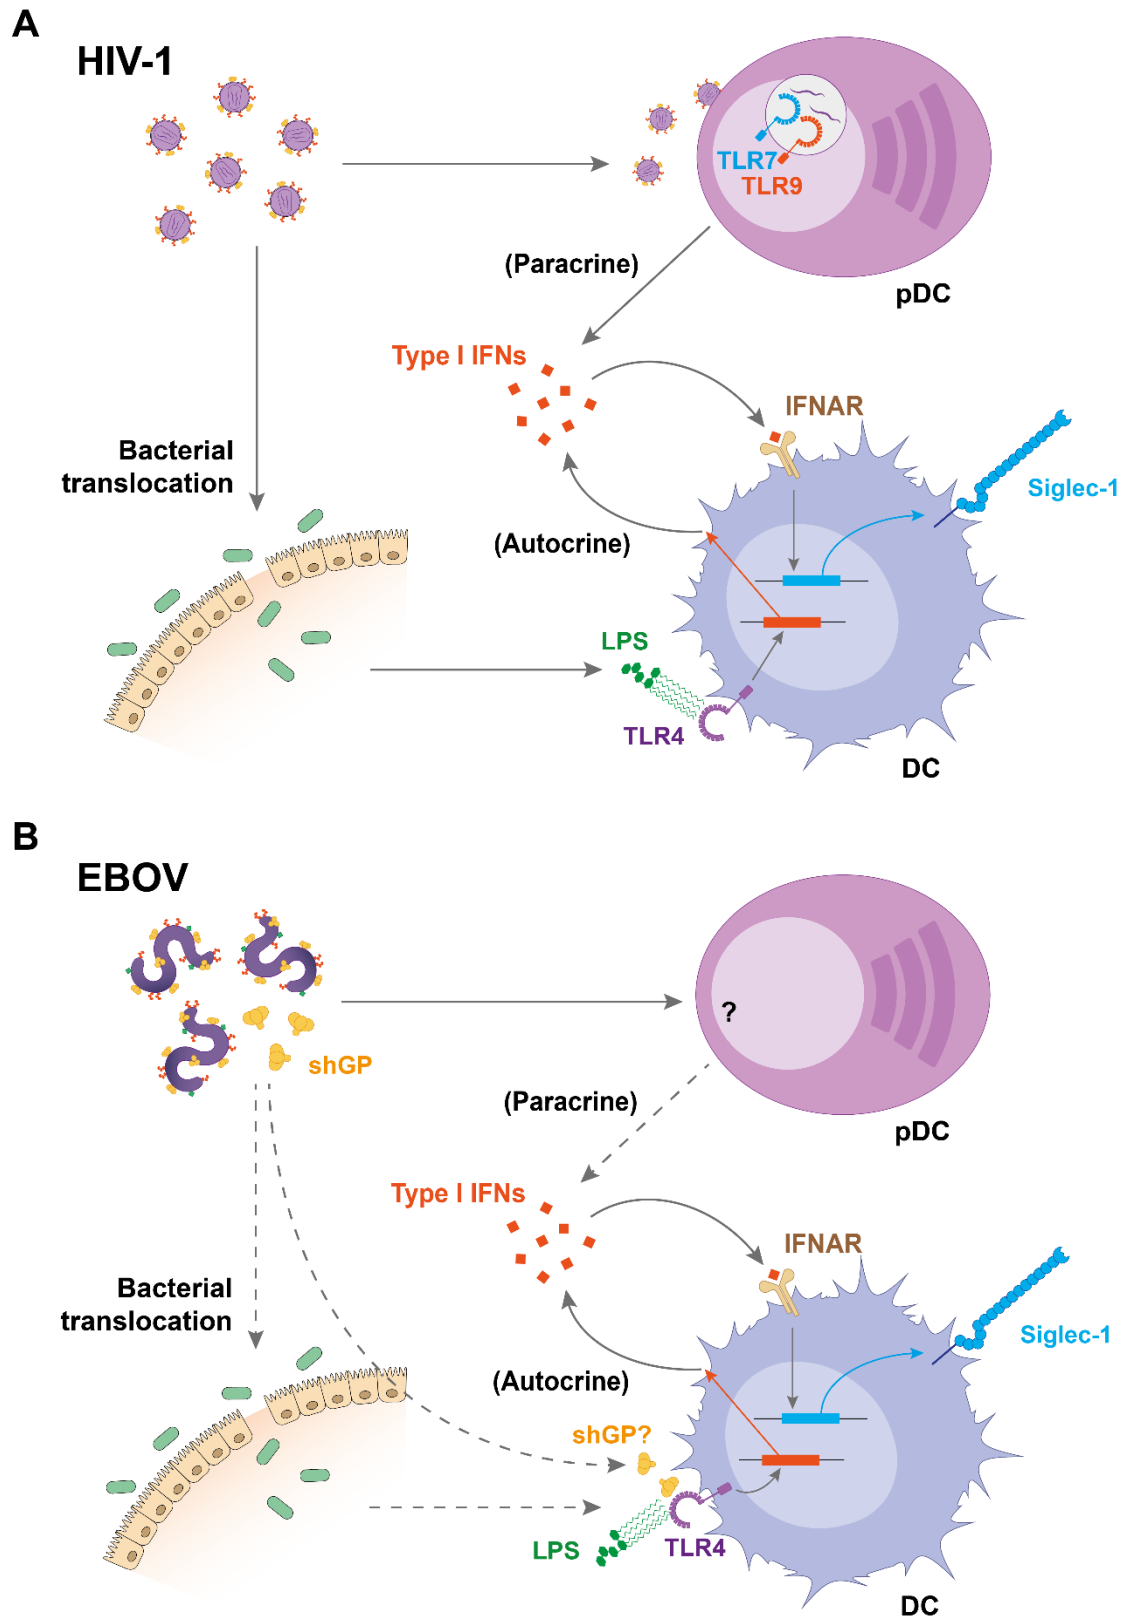 A
HIV-1
TLR7
TLR9
(Paracrine)
pDC
Type I IFNs
IFNAR
Bacterial
translocation
Siglec-1
(Autocrine)
LPS
TLR4
DC
B
EBOV
?
shGP
(Paracrine)
pDC
Type I IFNs
IFNAR
Bacterial
translocation
Siglec-1
(Autocrine)
shGP?
LPS
TLR4
DC